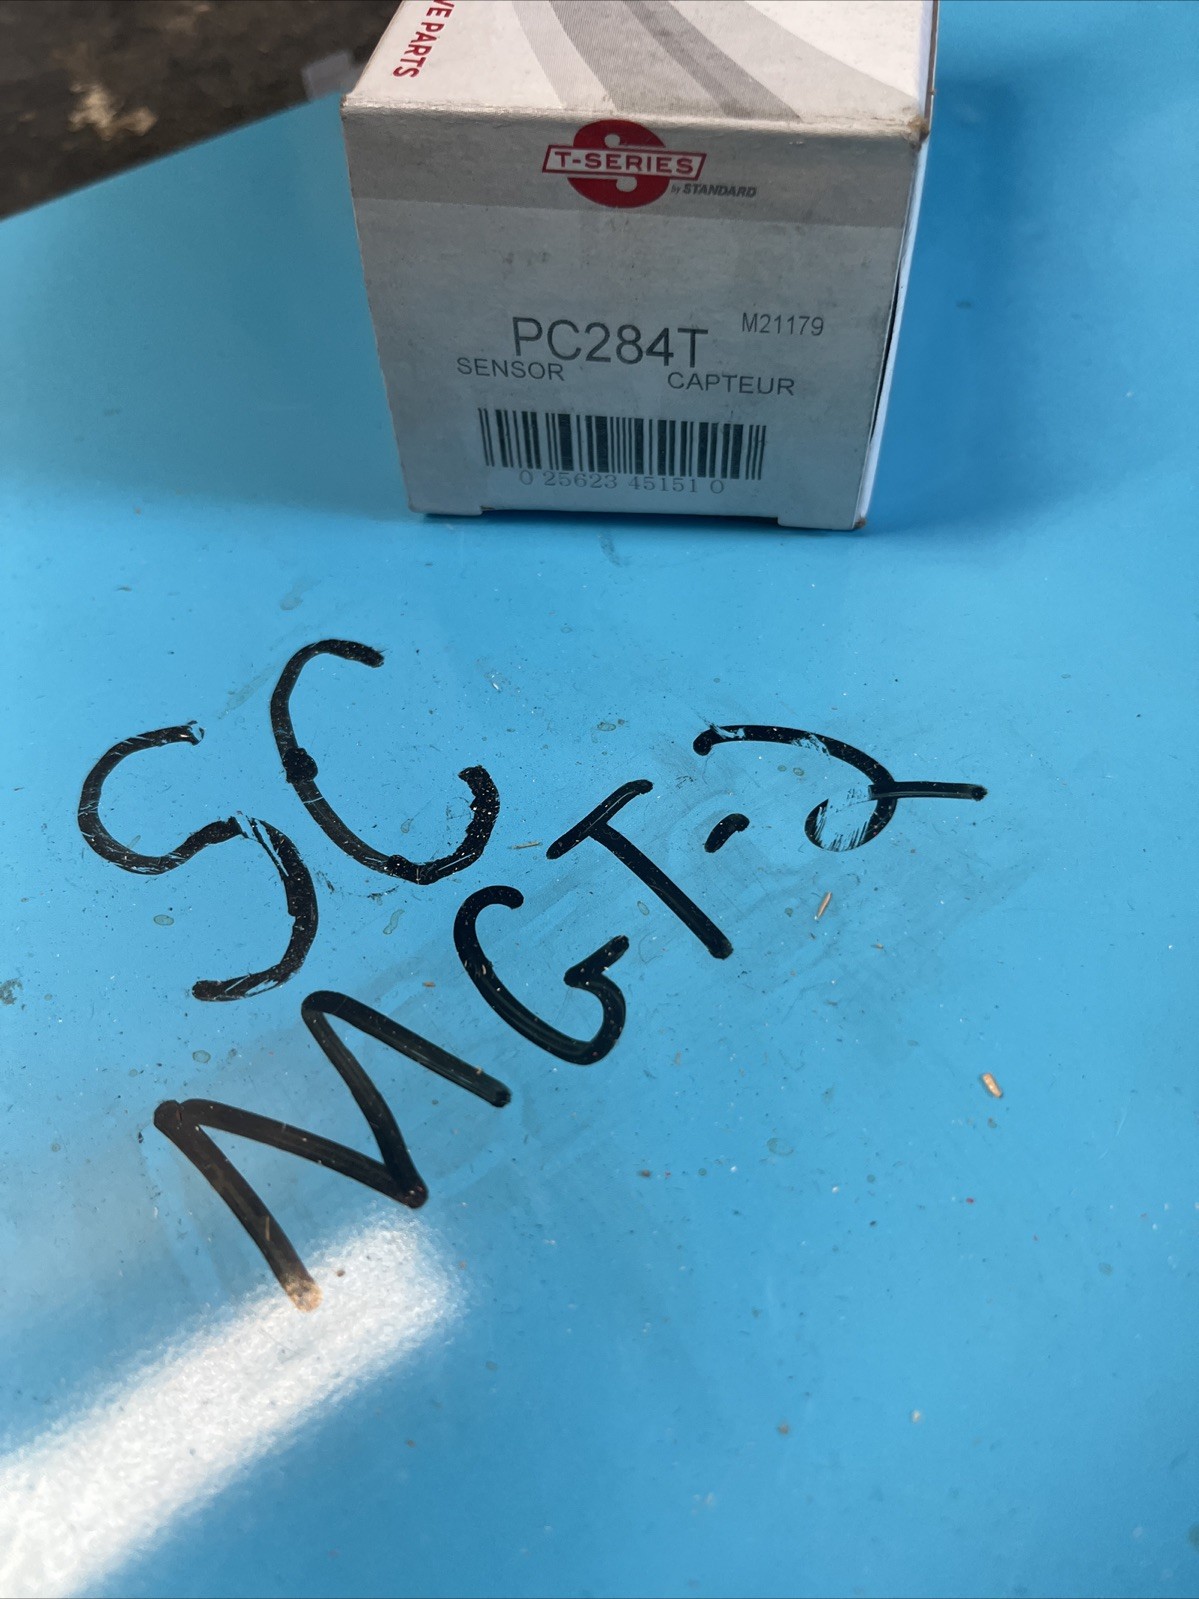 VE PARTS
T-SERIES
by STANDARD
PC284T M21179
SENSOR CAPTEUR
0 25623 45151 0
SC
MGT-2